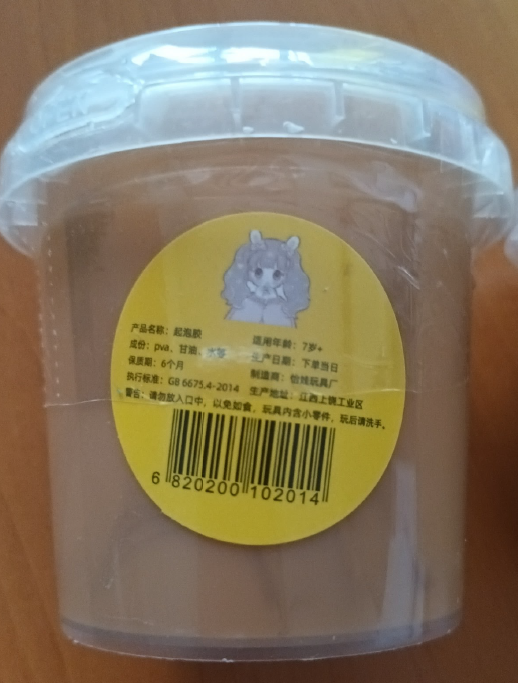 产品名称：起泡胶
成份：pva、甘油、
保质期：6个月
执行标准：GB 6675.4-2014
适用年龄：7岁+
生产日期：下单当日
制造商：怡娃玩具厂
生产地址：江西上饶工业区
警告：请勿放入口中，以免如食，玩具内含小零件，玩后请洗手。
6 820200 102014